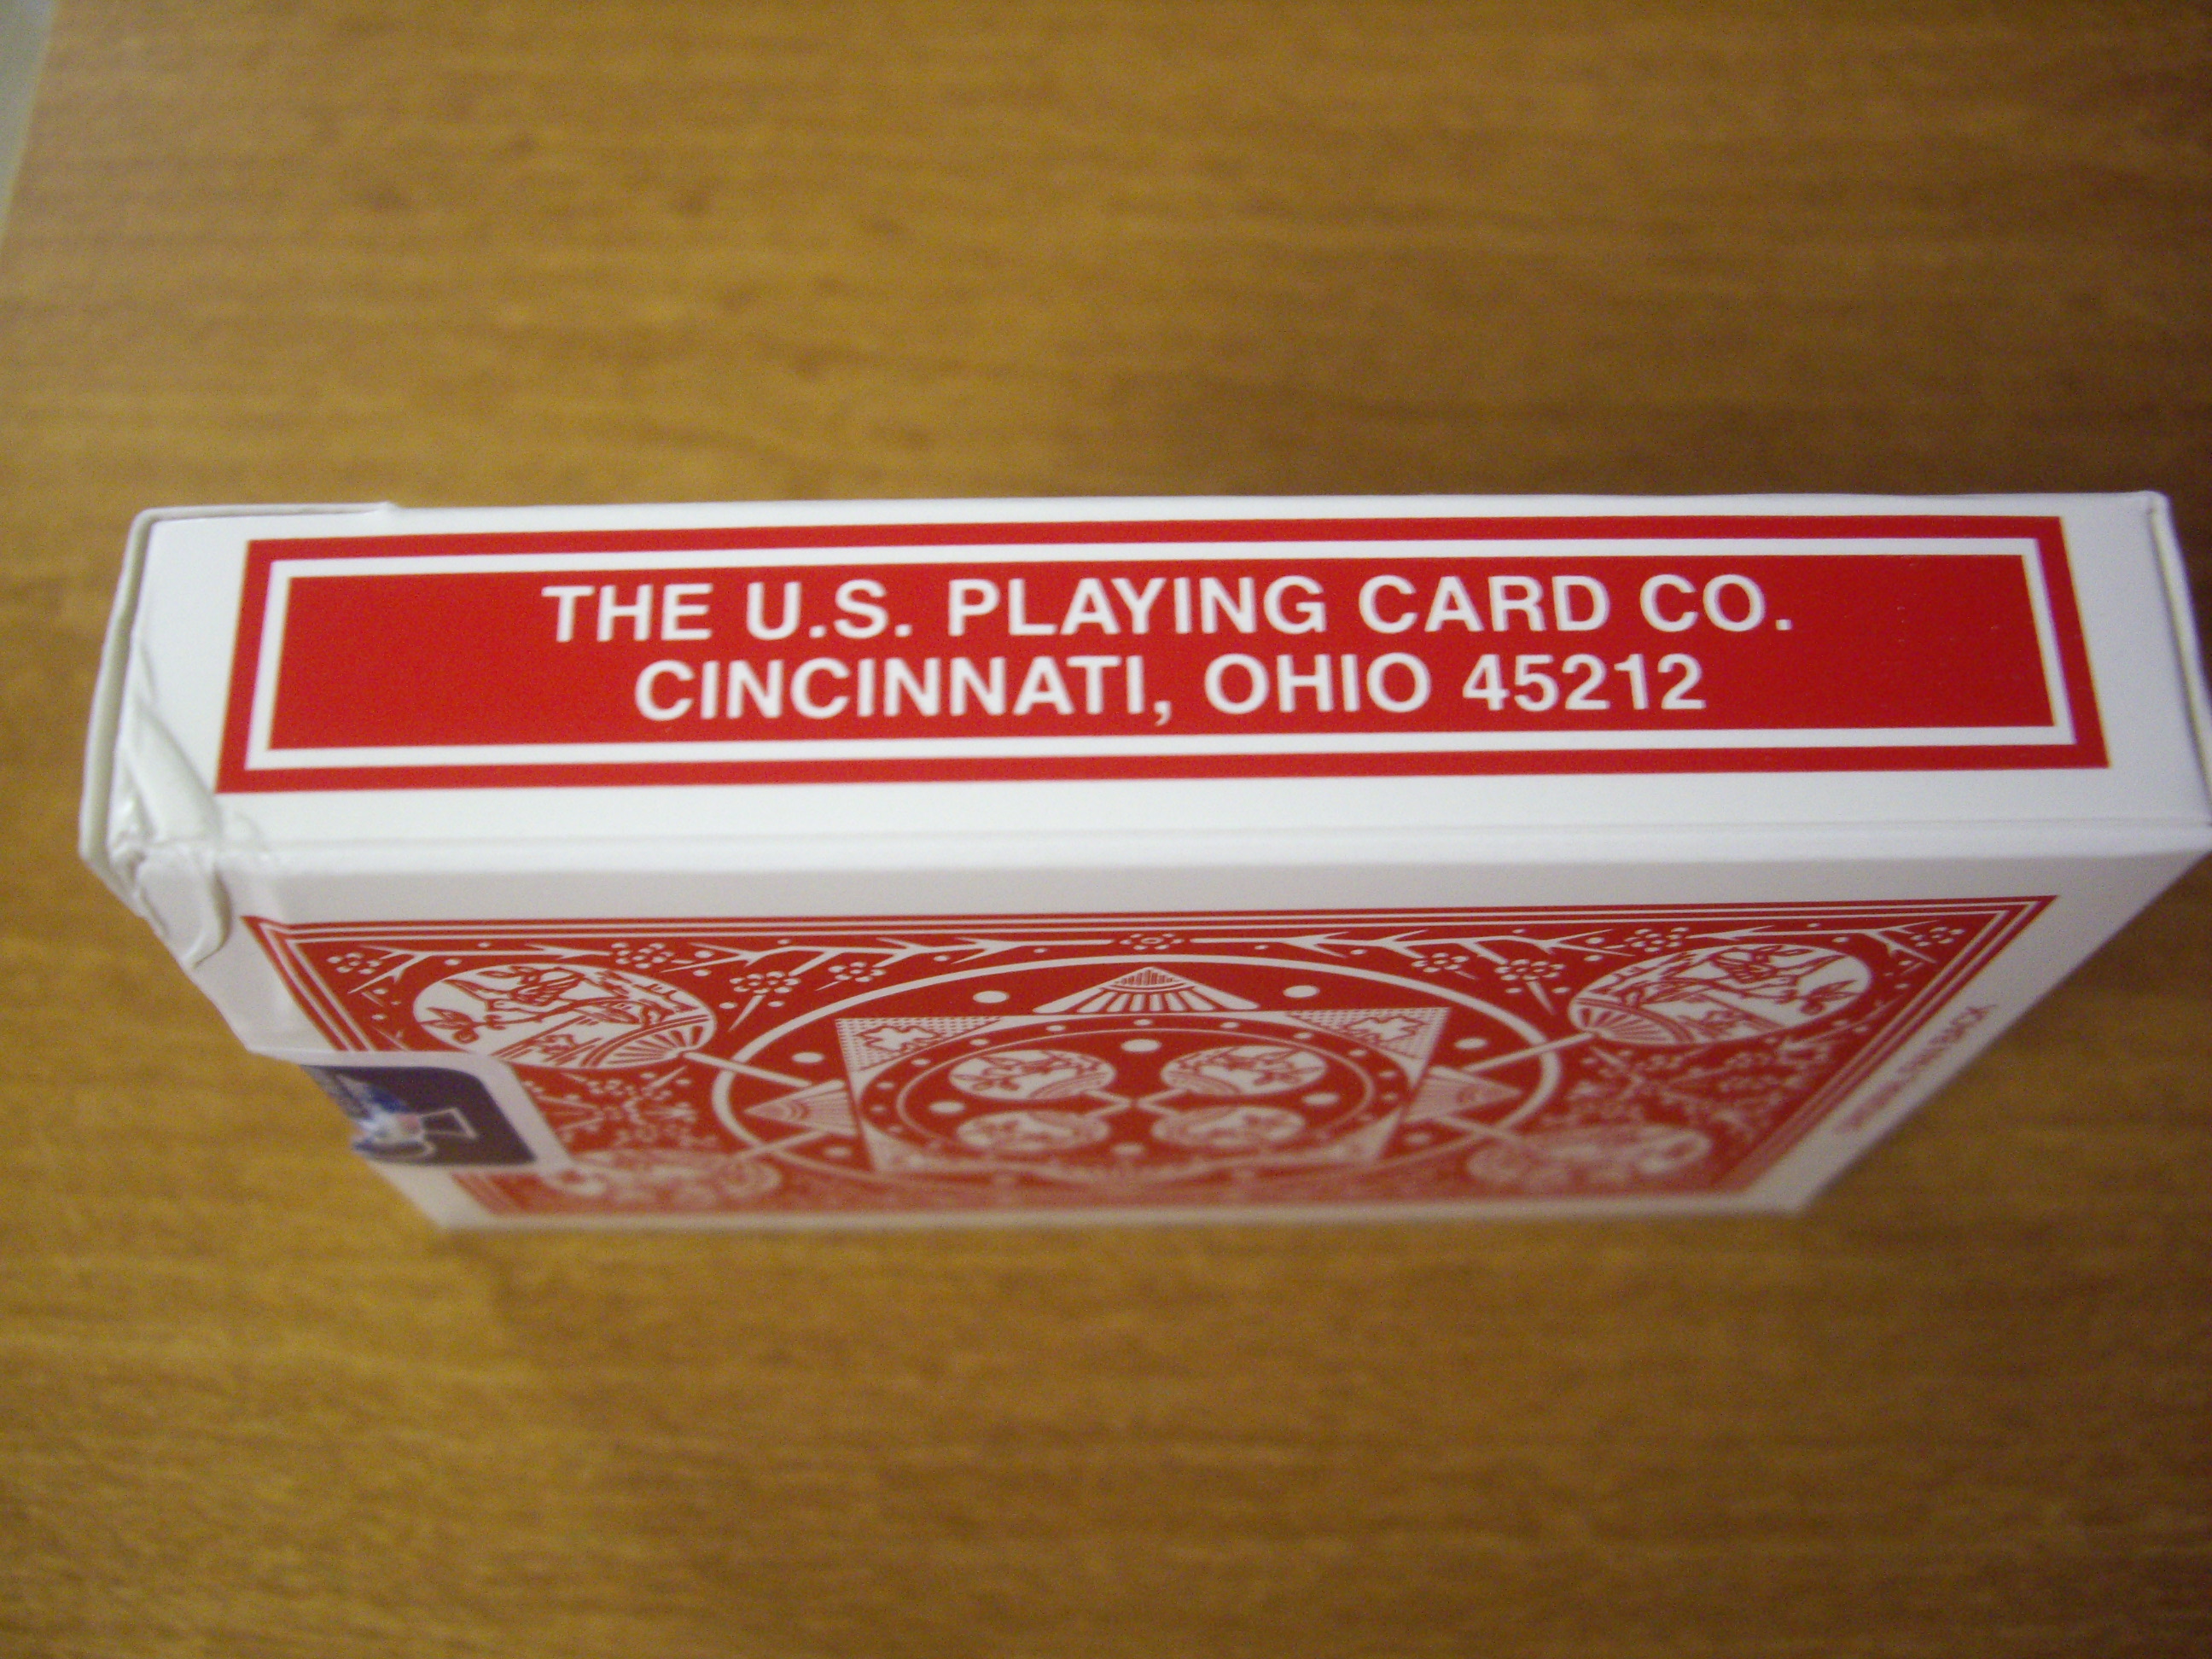 THE U.S. PLAYING CARD CO.
CINCINNATI, OHIO 45212